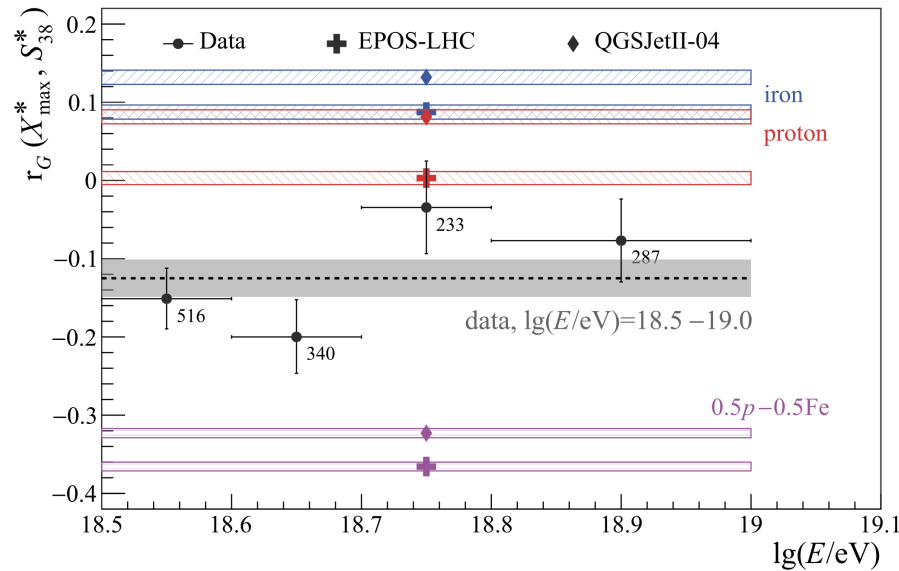 r_G (X*_max, S*_38)
0.2
Data
EPOS-LHC
QGSJetII-04
0.1
iron
proton
0
233
287
−0.1
516
data, lg(E/eV)=18.5−19.0
−0.2
340
−0.3
0.5p−0.5Fe
−0.4
18.5 18.6 18.7 18.8 18.9 19 19.1
lg(E/eV)